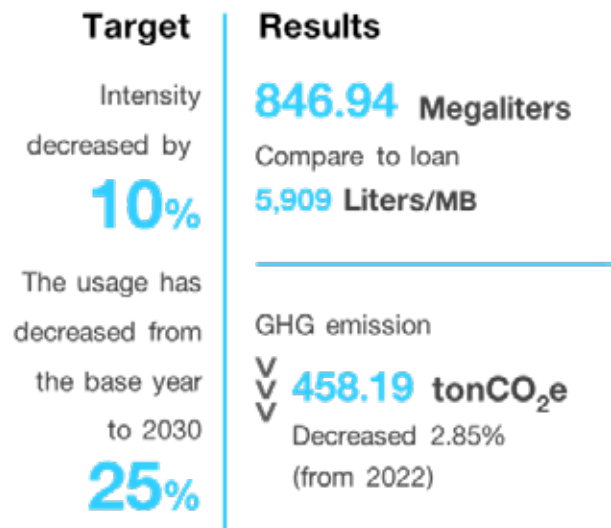 Target
Intensity
decreased by
10%
The usage has
decreased from
the base year
to 2030
25%
Results
846.94 Megaliters
Compare to loan
5,909 Liters/MB
GHG emission
458.19 tonCO₂e
Decreased 2.85%
(from 2022)